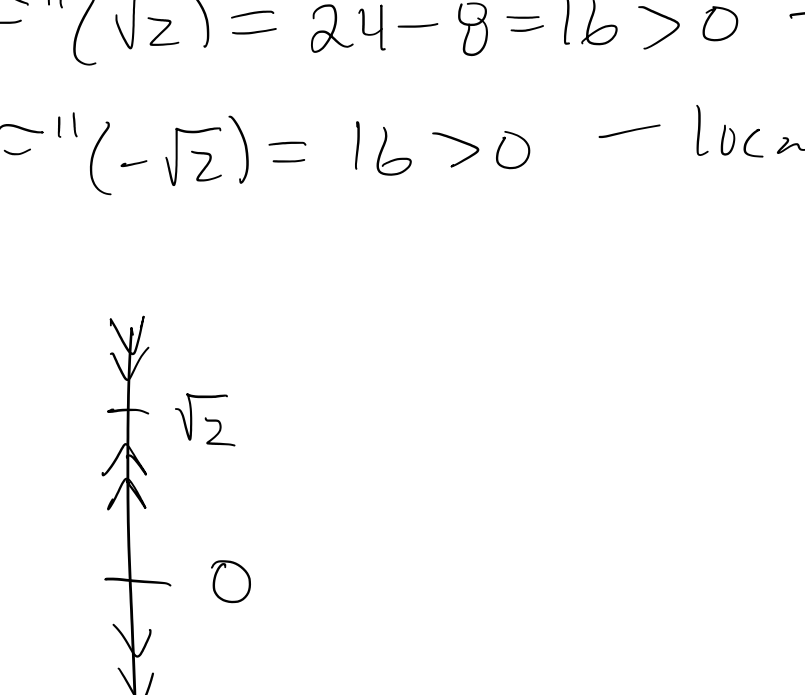 "(√2) = 24 - 8 = 16 > 0 -
"(-√2) = 16 > 0 -
√2
0